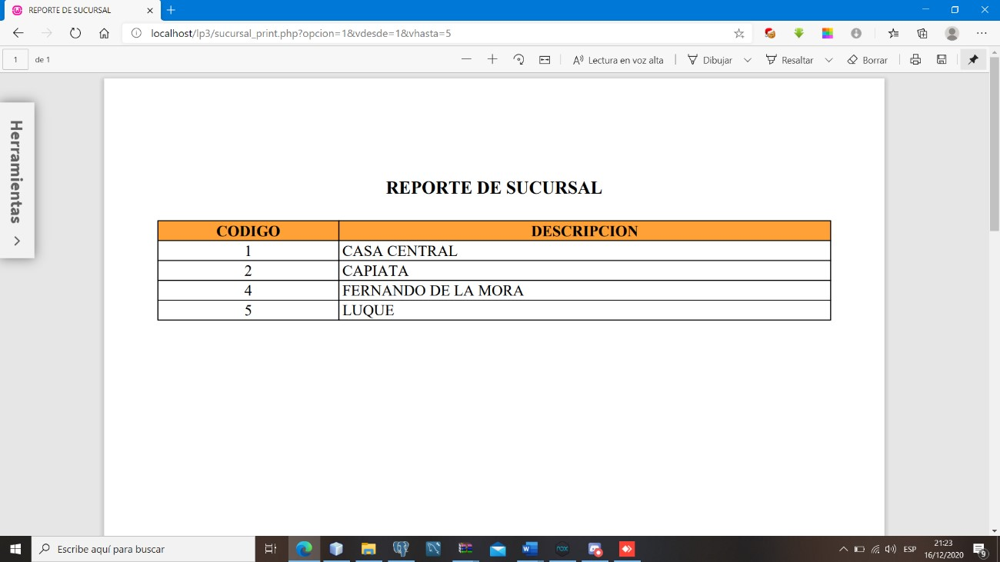 REPORTE DE SUCURSAL
localhost/lp3/sucursal_print.php?opcion=1&vdesde=1&vhasta=5
1 de 1 Lectura en voz alta Dibujar Resaltar Borrar
Herramientas
REPORTE DE SUCURSAL
CODIGO DESCRIPCION
1 CASA CENTRAL
2 CAPIATA
4 FERNANDO DE LA MORA
5 LUQUE
Escribe aquí para buscar
ESP
21:23
16/12/2020
9